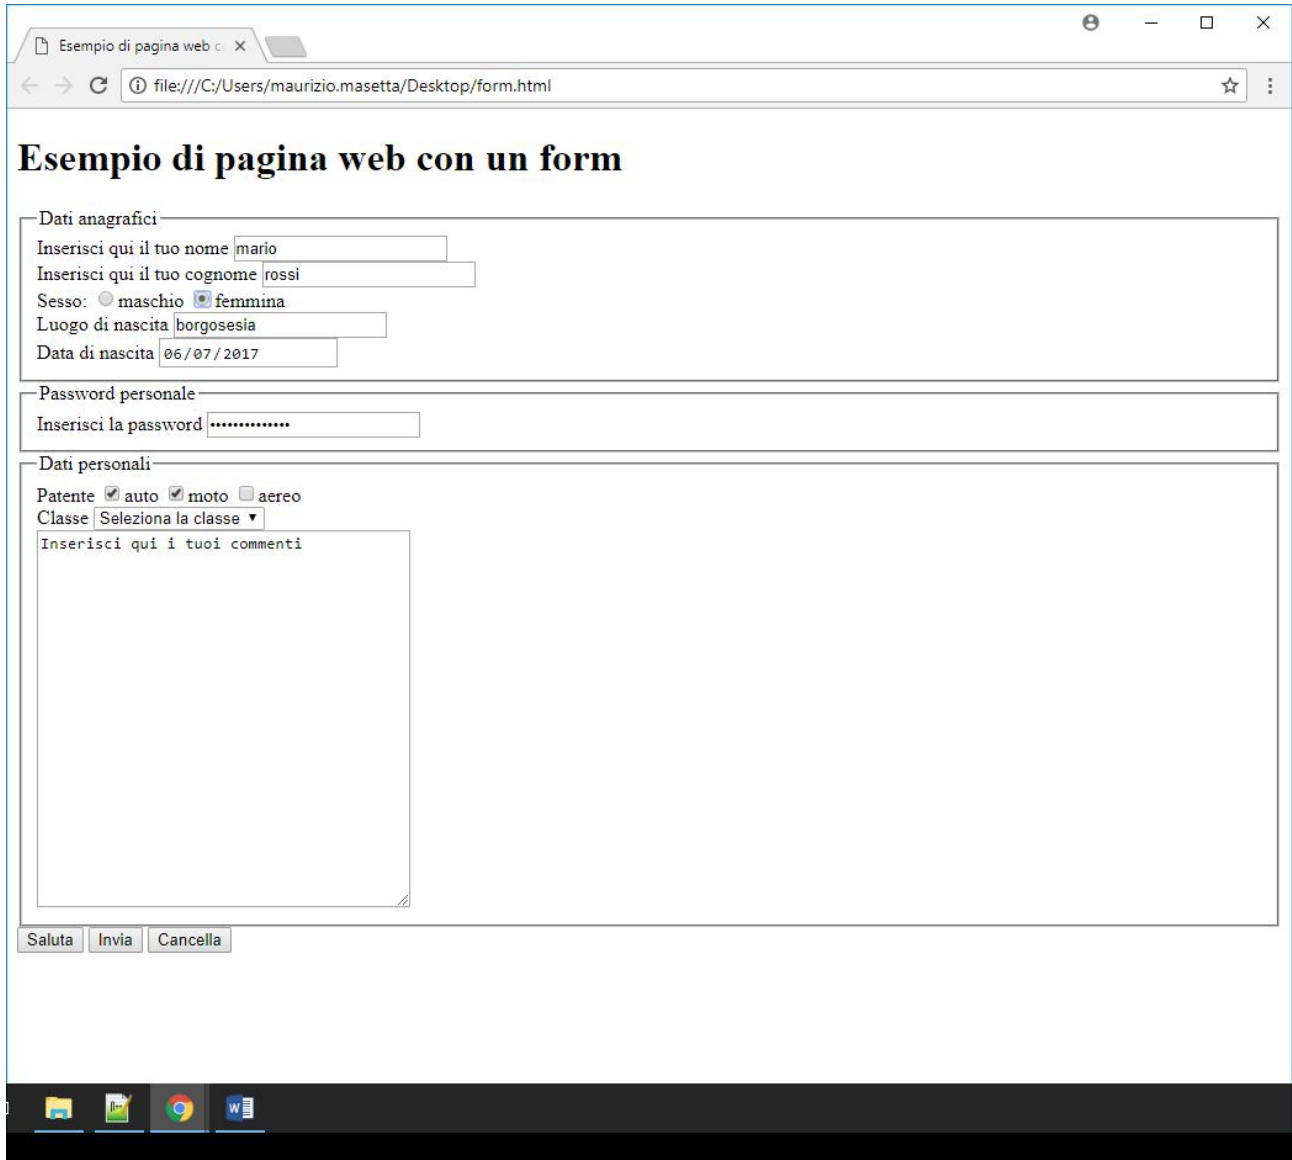 Esempio di pagina web c
file:///C:/Users/maurizio.masetta/Desktop/form.html
Esempio di pagina web con un form
Dati anagrafici
Inserisci qui il tuo nome mario
Inserisci qui il tuo cognome rossi
Sesso: maschio femmina
Luogo di nascita borgosesia
Data di nascita 06/07/2017
Password personale
Inserisci la password ••••••••••••••
Dati personali
Patente auto moto aereo
Classe Seleziona la classe
Inserisci qui i tuoi commenti
Saluta Invia Cancella